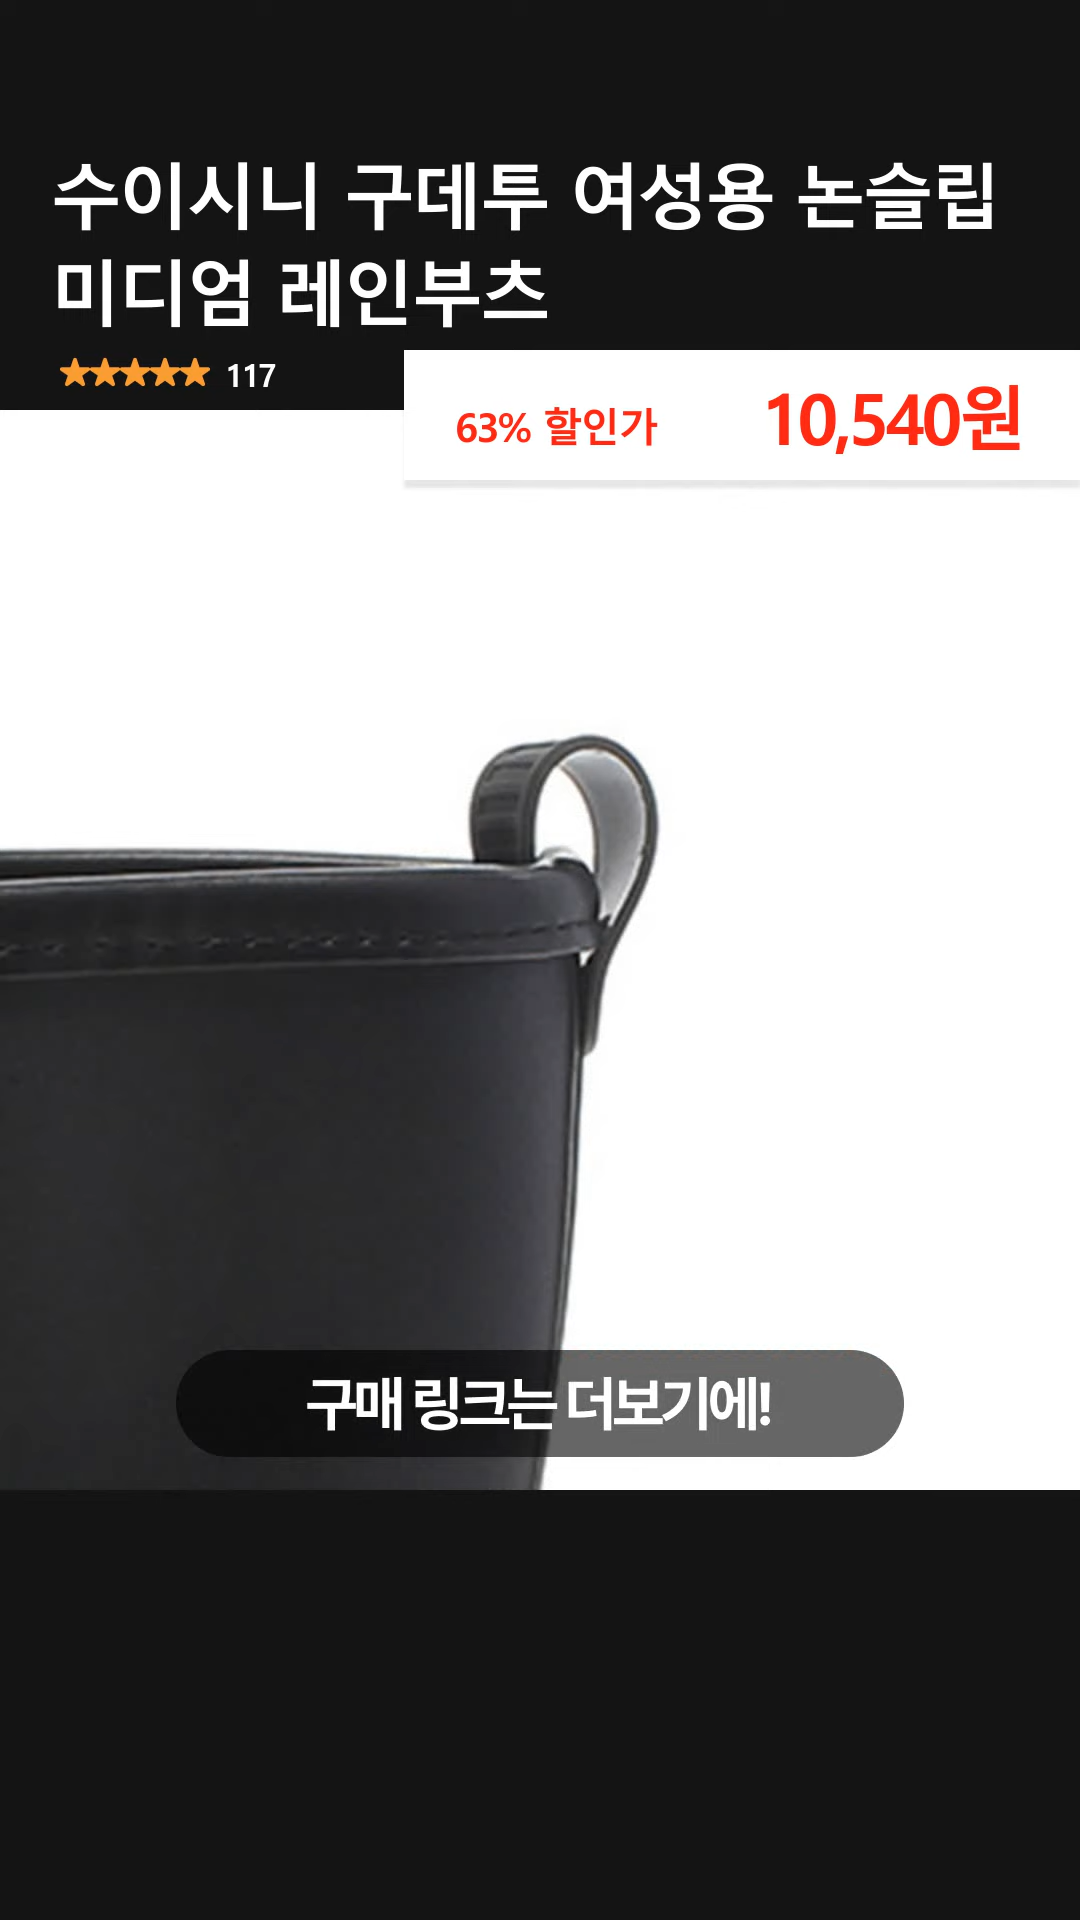 수이시니 구데투 여성용 논슬립
미디엄 레인부츠
★★★★★ 117
63% 할인가 10,540원
구매 링크는 더보기에!